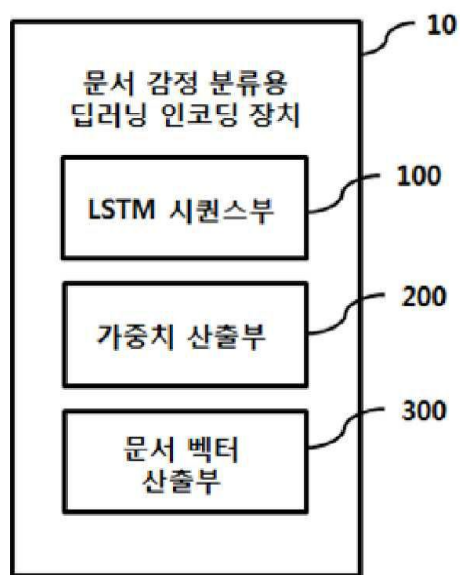 10
문서 감정 분류용
딥러닝 인코딩 장치
100
LSTM 시퀀스부
200
가중치 산출부
300
문서 벡터
산출부